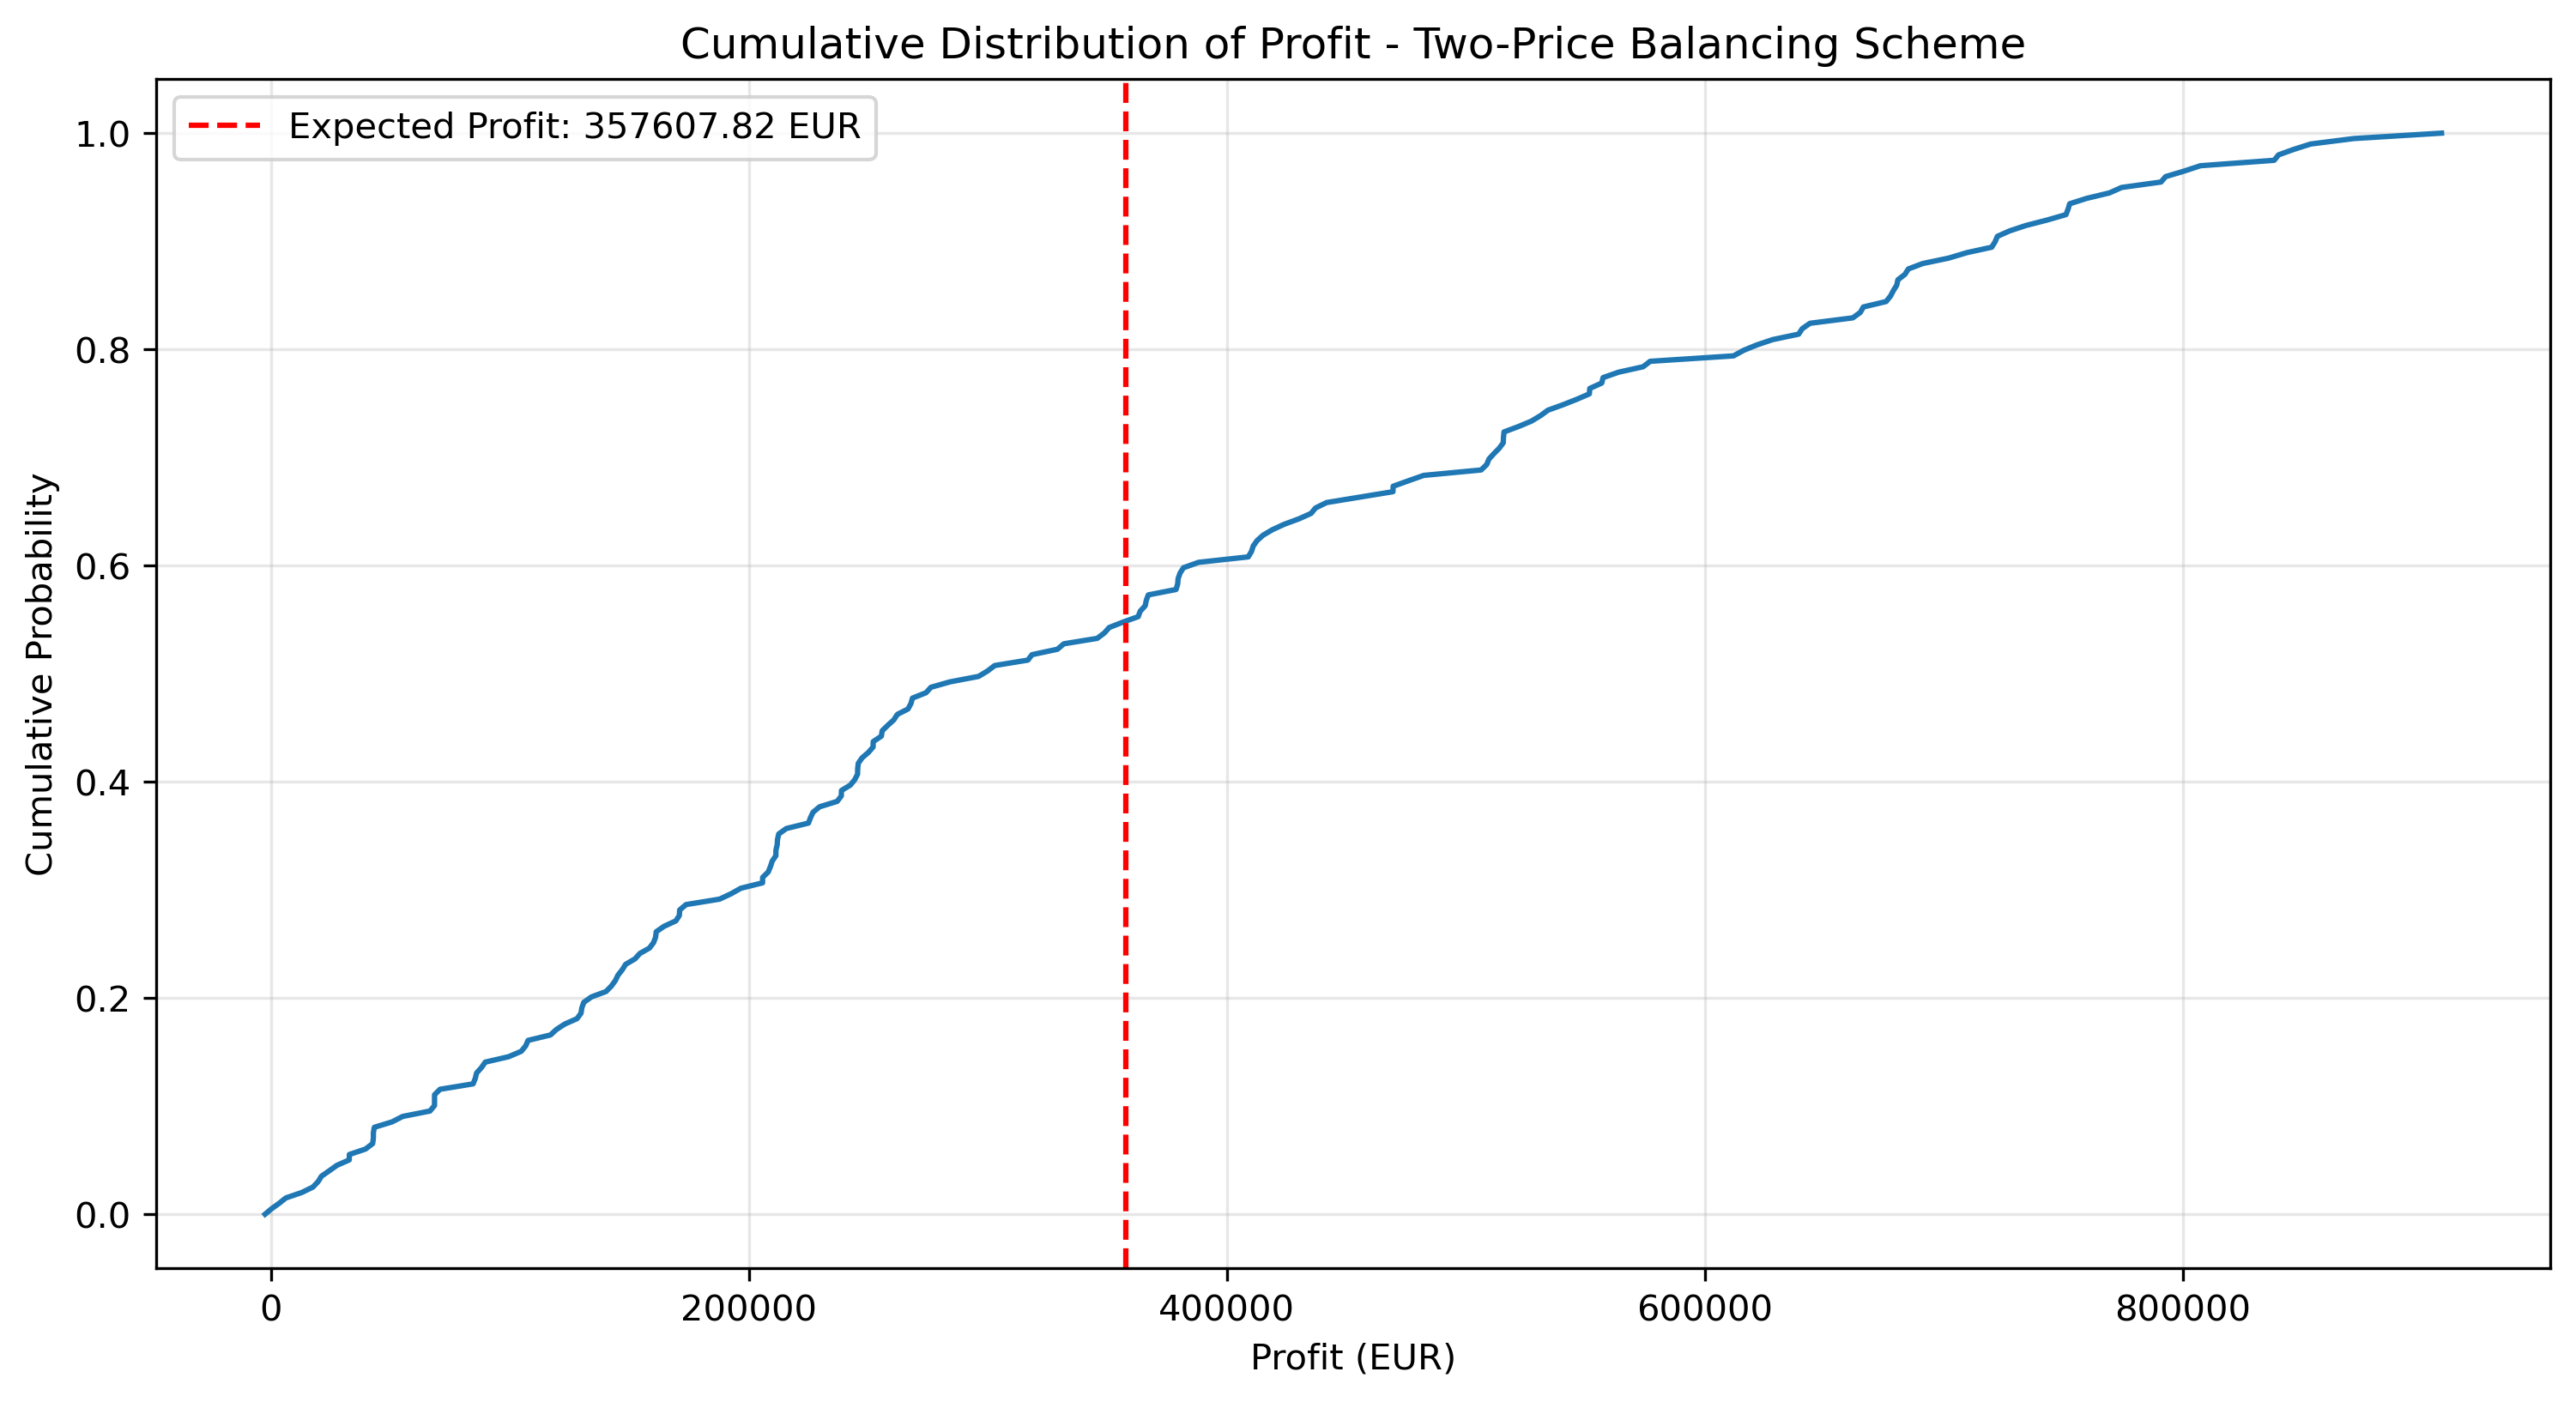 Cumulative Distribution of Profit - Two-Price Balancing Scheme
Expected Profit: 357607.82 EUR
Cumulative Probability
1.0
0.8
0.6
0.4
0.2
0.0
0 200000 400000 600000 800000
Profit (EUR)